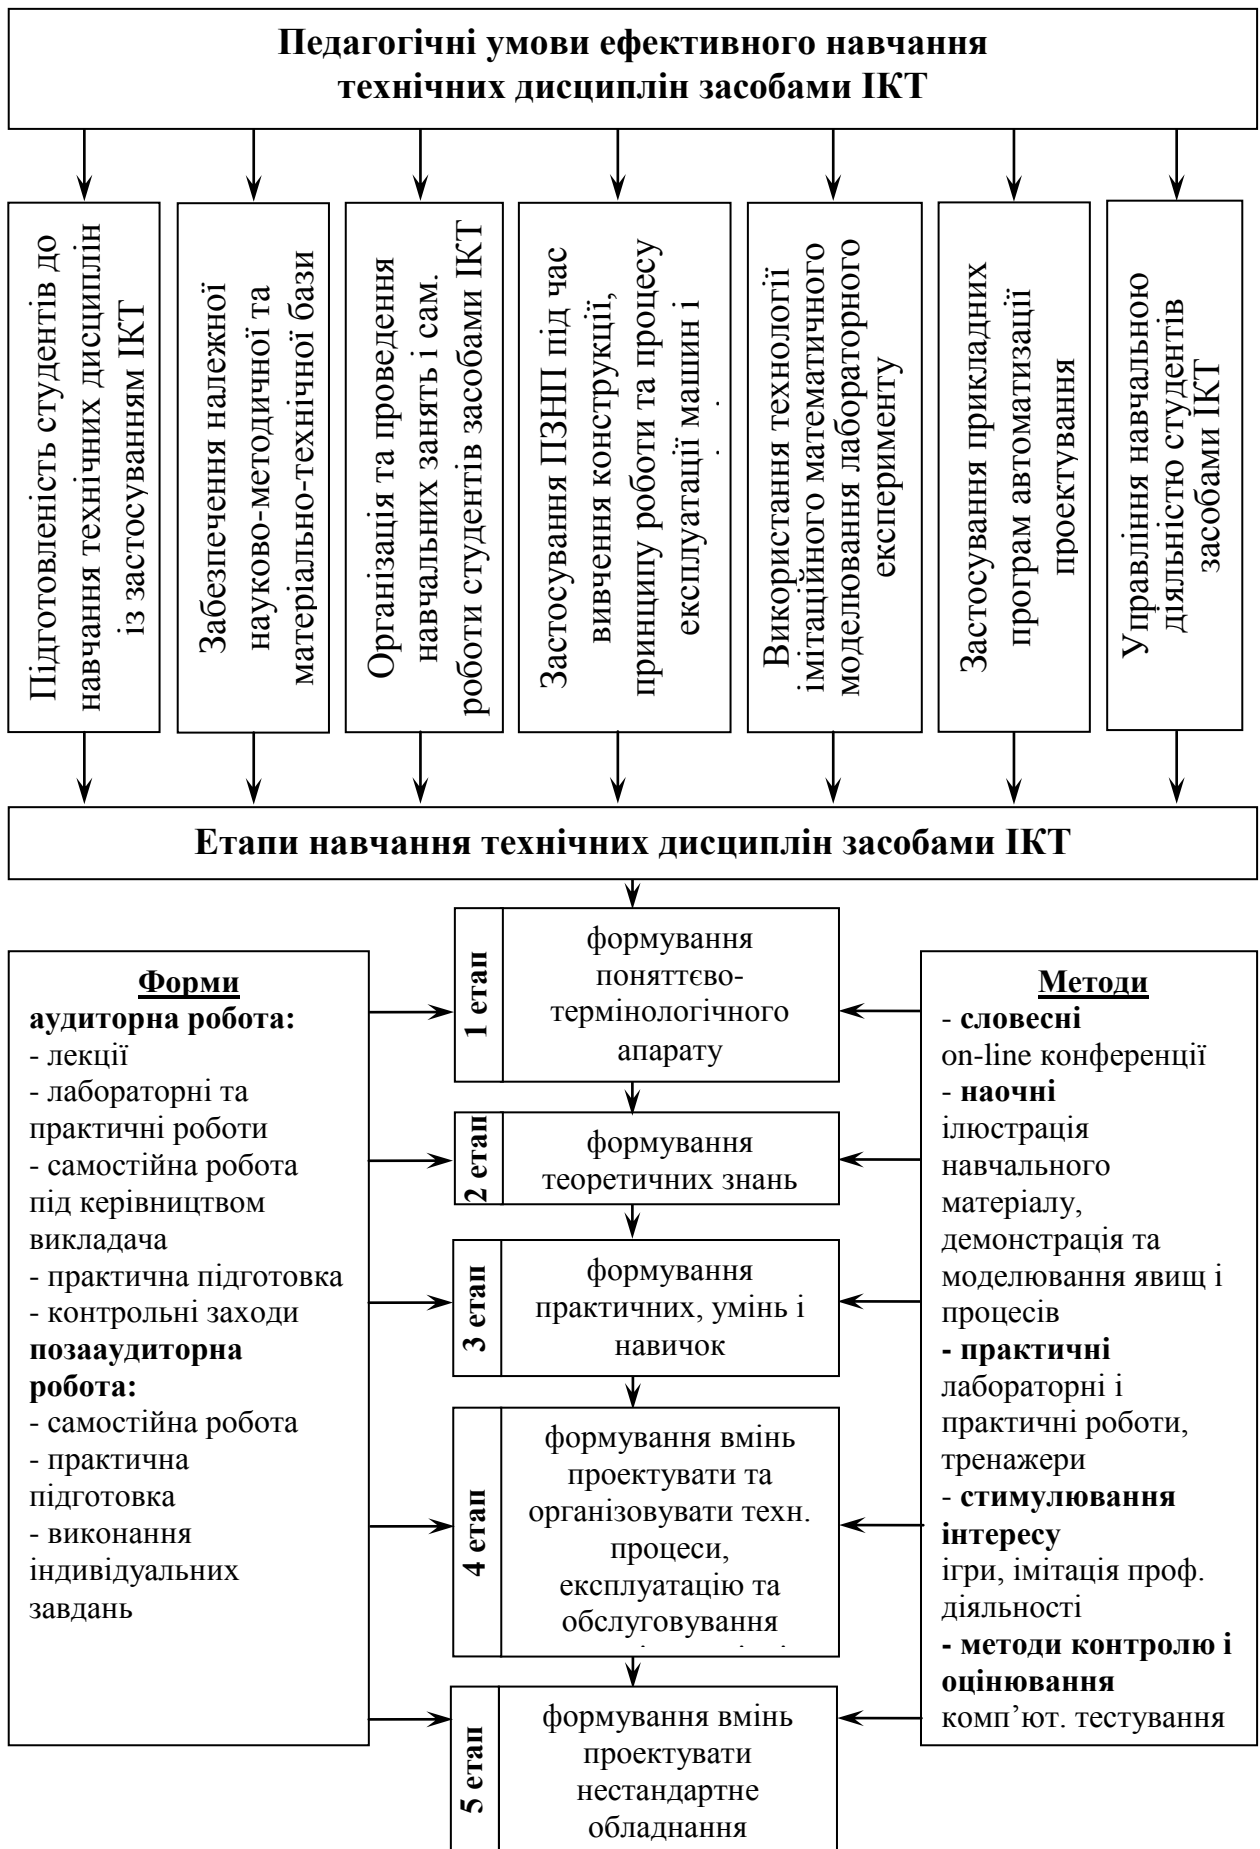 Педагогічні умови ефективного навчання
технічних дисциплін засобами ІКТ
Підготовленість студентів до
навчання технічних дисциплін
із застосуванням ІКТ
Забезпечення належної
науково-методичної та
матеріально-технічної бази
Організація та проведення
навчальних занять і сам.
роботи студентів засобами ІКТ
Застосування ПЗНП під час
вивчення конструкції,
принципу роботи та процесу
експлуатації машин і
Використання технології
імітаційного математичного
моделювання лабораторного
експерименту
Застосування прикладних
програм автоматизації
проектування
Управління навчальною
діяльністю студентів
засобами ІКТ
Етапи навчання технічних дисциплін засобами ІКТ
Форми
аудиторна робота:
- лекції
- лабораторні та
практичні роботи
- самостійна робота
під керівництвом
викладача
- практична підготовка
- контрольні заходи
позааудиторна
робота:
- самостійна робота
- практична
підготовка
- виконання
індивідуальних
завдань
1 етап
формування
поняттєво-
термінологічного
апарату
2 етап
формування
теоретичних знань
3 етап
формування
практичних, умінь і
навичок
4 етап
формування вмінь
проектувати та
організовувати техн.
процеси,
експлуатацію та
обслуговування
5 етап
формування вмінь
проектувати
нестандартне
обладнання
Методи
- словесні
on-line конференції
- наочні
ілюстрація
навчального
матеріалу,
демонстрація та
моделювання явищ і
процесів
- практичні
лабораторні і
практичні роботи,
тренажери
- стимулювання
інтересу
ігри, імітація проф.
діяльності
- методи контролю і
оцінювання
комп’ют. тестування